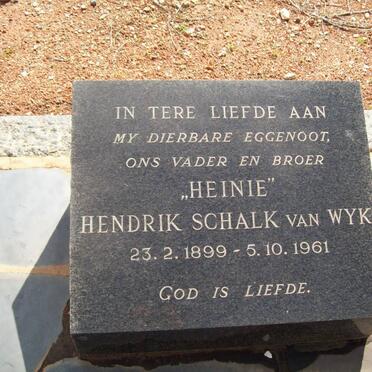 IN TERE LIEFDE AAN
MY DIERBARE EGGENOOT,
ONS VADER EN BROER
„HEINIE”
HENDRIK SCHALK VAN WYK
23.2.1899 - 5.10.1961
GOD IS LIEFDE.